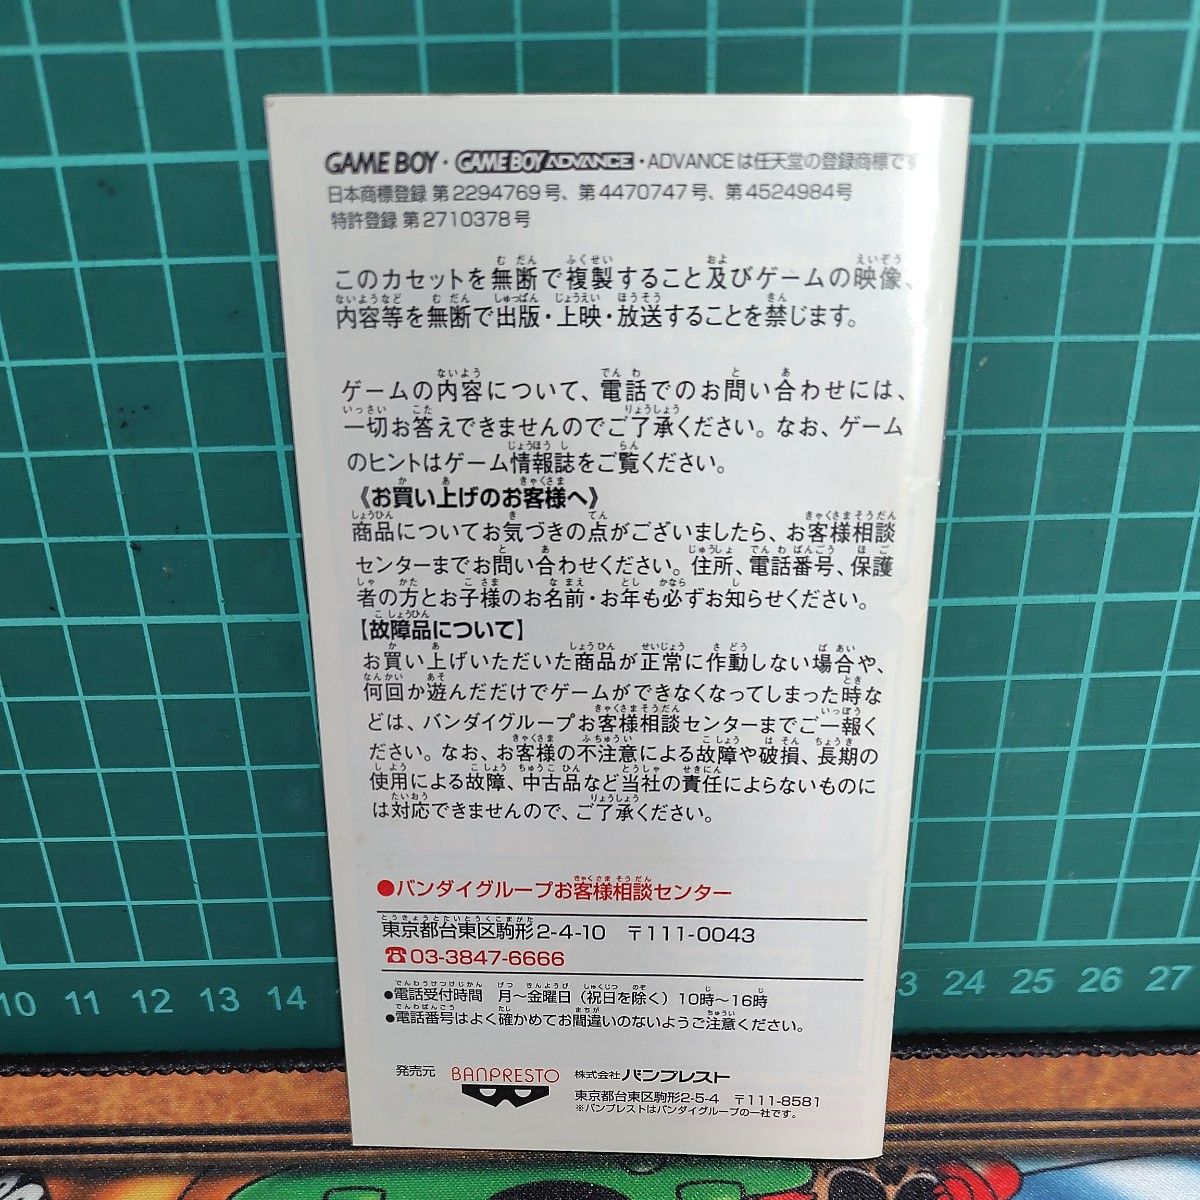 GAME BOY・GAME BOY ADVANCE・ADVANCEは任天堂の登録商標です
日本商標登録 第2294769号、第4470747号、第4524984号
特許登録 第2710378号
このカセットを無断で複製すること及びゲームの映像、
内容等を無断で出版・上映・放送することを禁じます。
ゲームの内容について、電話でのお問い合わせには、
一切お答えできませんのでご了承ください。なお、ゲーム
のヒントはゲーム情報誌をご覧ください。
《お買い上げのお客様へ》
商品についてお気づきの点がございましたら、お客様相談
センターまでお問い合わせください。住所、電話番号、保護
者の方とお子様のお名前・お年も必ずお知らせください。
【故障品について】
お買い上げいただいた商品が正常に作動しない場合や、
何回か遊んだだけでゲームができなくなってしまった時な
どは、バンダイグループお客様相談センターまでご一報く
ださい。なお、お客様の不注意による故障や破損、長期の
使用による故障、中古品など当社の責任によらないものに
は対応できませんので、ご了承ください。
●バンダイグループお客様相談センター
東京都台東区駒形2-4-10 〒111-0043
☎03-3847-6666
●電話受付時間 月〜金曜日(祝日を除く)10時〜16時
●電話番号はよく確かめてお間違いのないようご注意ください。
発売元 BANPRESTO 株式会社 バンプレスト
東京都台東区駒形2-5-4 〒111-8581
※バンプレストはバンダイグループの一社です。
10 11 12 13 14
3 24 25 26 27